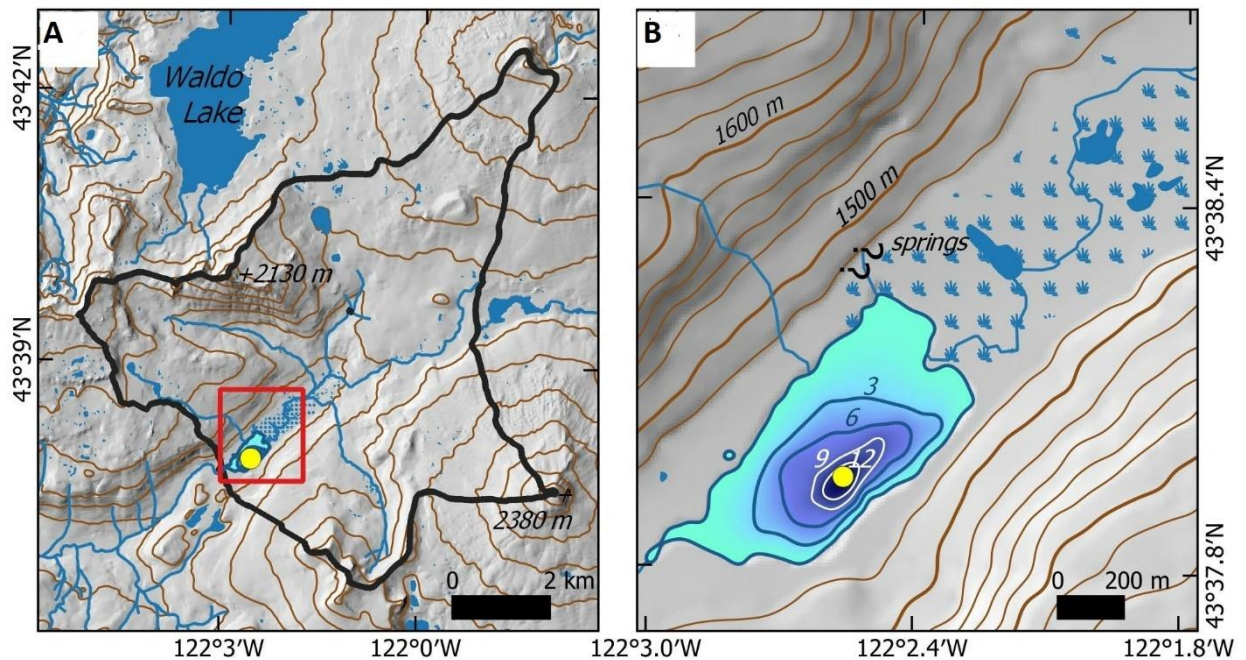 A
Waldo
Lake
+2130 m
2380 m
0 2 km
43°42'N
43°39'N
122°3'W
122°0'W
B
1600 m
1500 m
springs
3
6
9
12
0 200 m
43°38.4'N
43°37.8'N
122°3.0'W
122°2.4'W
122°1.8'W